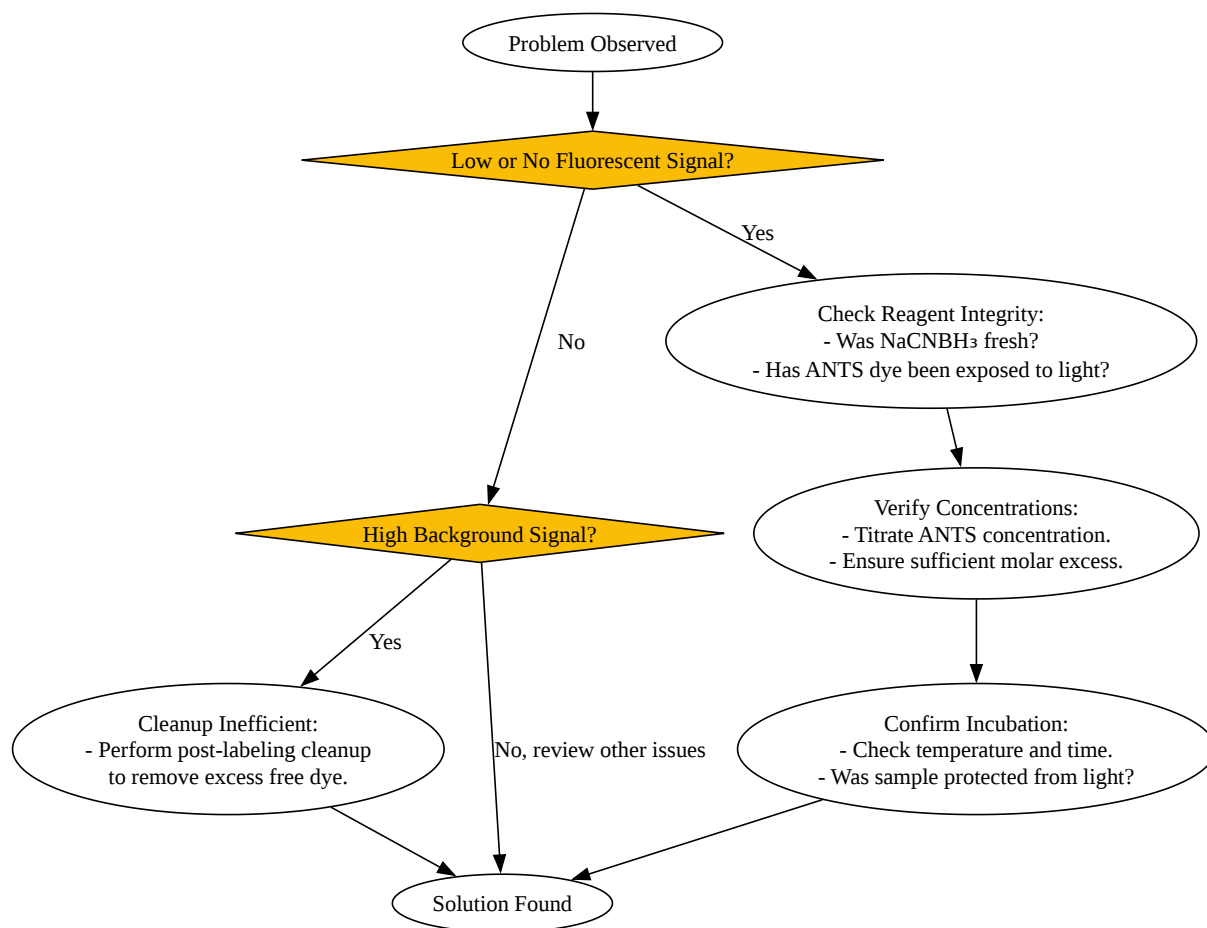 Problem Observed
Low or No Fluorescent Signal?
Yes
Check Reagent Integrity:
- Was NaCNBH₃ fresh?
- Has ANTS dye been exposed to light?
No
Verify Concentrations:
- Titrate ANTS concentration.
- Ensure sufficient molar excess.
High Background Signal?
Yes
Cleanup Inefficient:
- Perform post-labeling cleanup
to remove excess free dye.
No, review other issues
Confirm Incubation:
- Check temperature and time.
- Was sample protected from light?
Solution Found